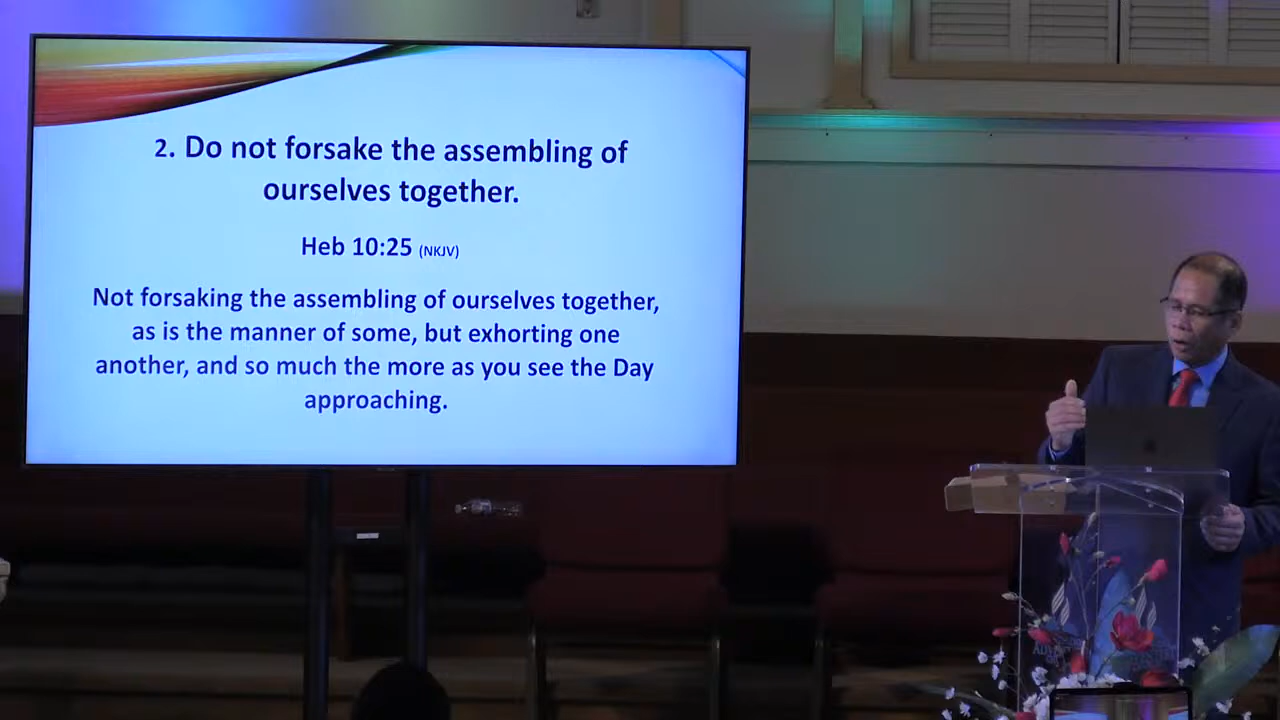 2. Do not forsake the assembling of
ourselves together.
Heb 10:25 (NKJV)
Not forsaking the assembling of ourselves together,
as is the manner of some, but exhorting one
another, and so much the more as you see the Day
approaching.